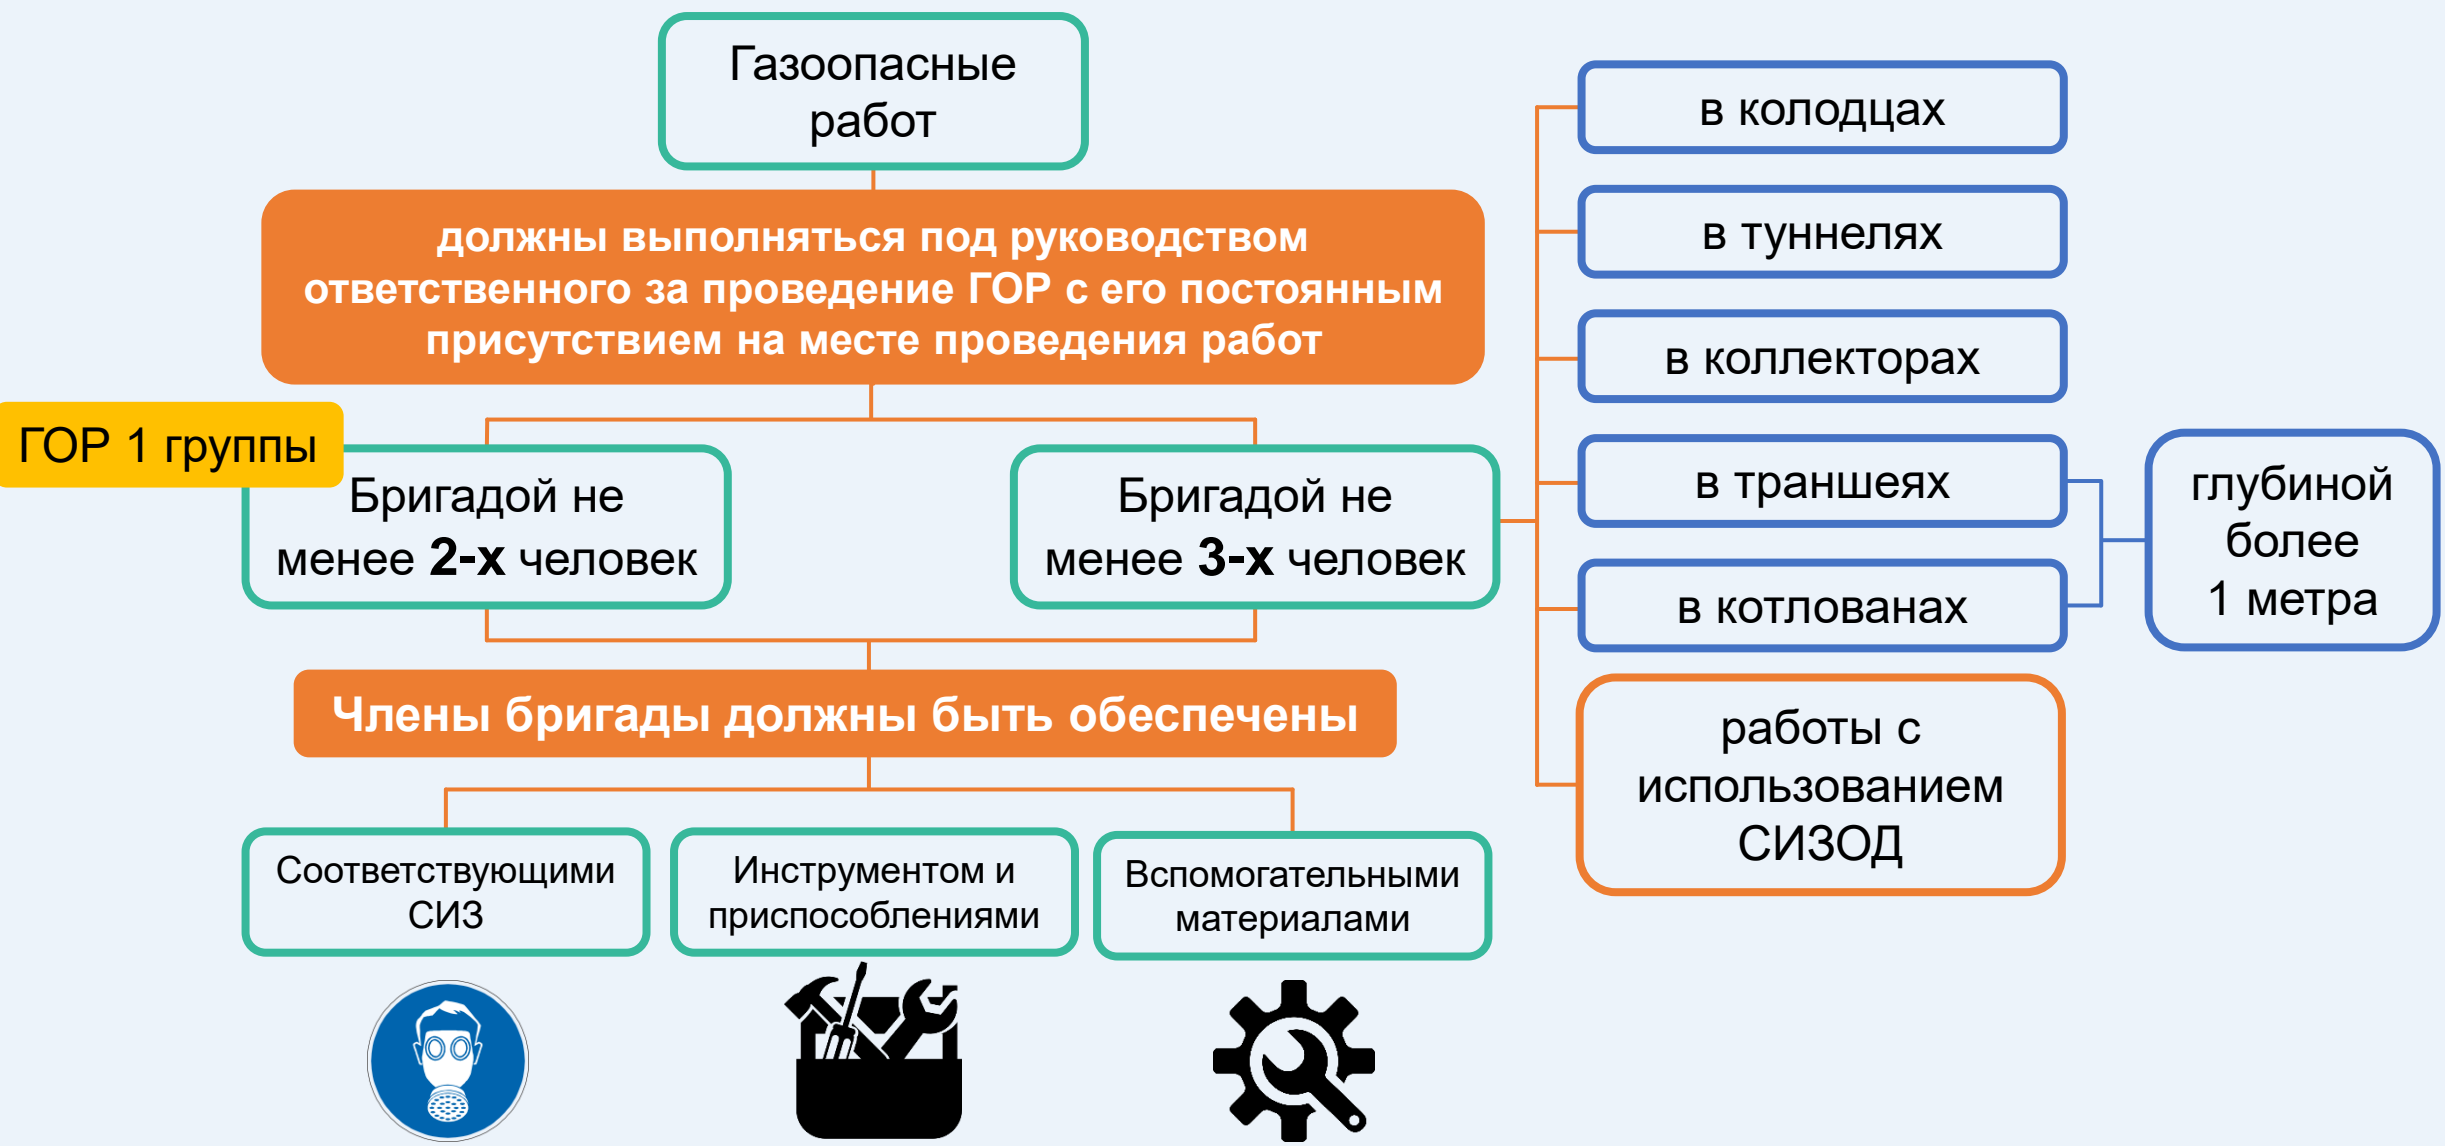 Газоопасные
работ
должны выполняться под руководством
ответственного за проведение ГОР с его постоянным
присутствием на месте проведения работ
ГОР 1 группы
Бригадой не
менее 2-х человек
Бригадой не
менее 3-х человек
в колодцах
в туннелях
в коллекторах
в траншеях
в котлованах
глубиной
более
1 метра
работы с
использованием
СИЗОД
Члены бригады должны быть обеспечены
Соответствующими
СИЗ
Инструментом и
приспособлениями
Вспомогательными
материалами